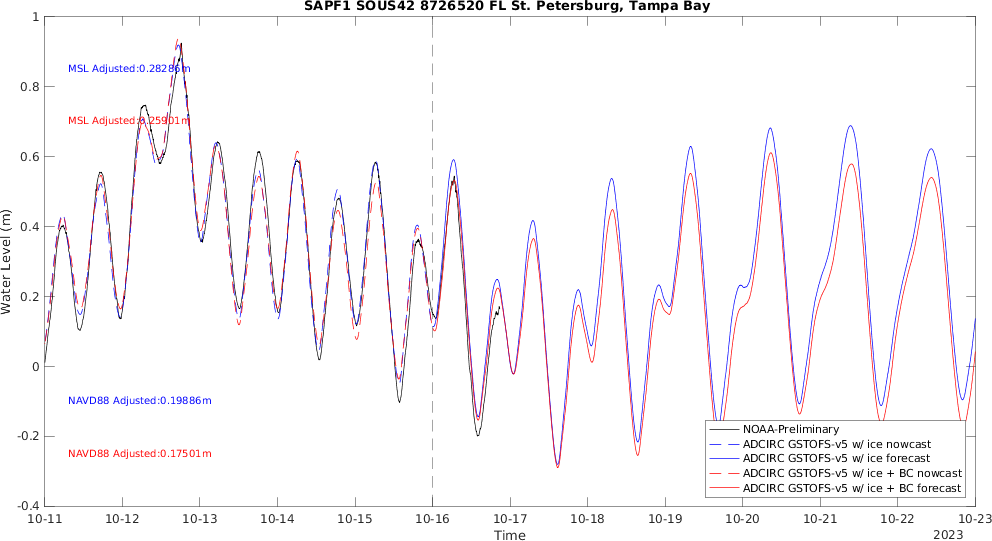 SAPF1 SOUS42 8726520 FL St. Petersburg, Tampa Bay
1
0.8
0.6
0.4
0.2
0
-0.2
-0.4
Water Level (m)
MSL Adjusted:0.28286m
MSL Adjusted:0.25901m
NAVD88 Adjusted:0.19886m
NAVD88 Adjusted:0.17501m
NOAA-Preliminary
ADCIRC GSTOFS-v5 w/ ice nowcast
ADCIRC GSTOFS-v5 w/ ice forecast
ADCIRC GSTOFS-v5 w/ ice + BC nowcast
ADCIRC GSTOFS-v5 w/ ice + BC forecast
10-11 10-12 10-13 10-14 10-15 10-16 10-17 10-18 10-19 10-20 10-21 10-22 10-23
Time
2023